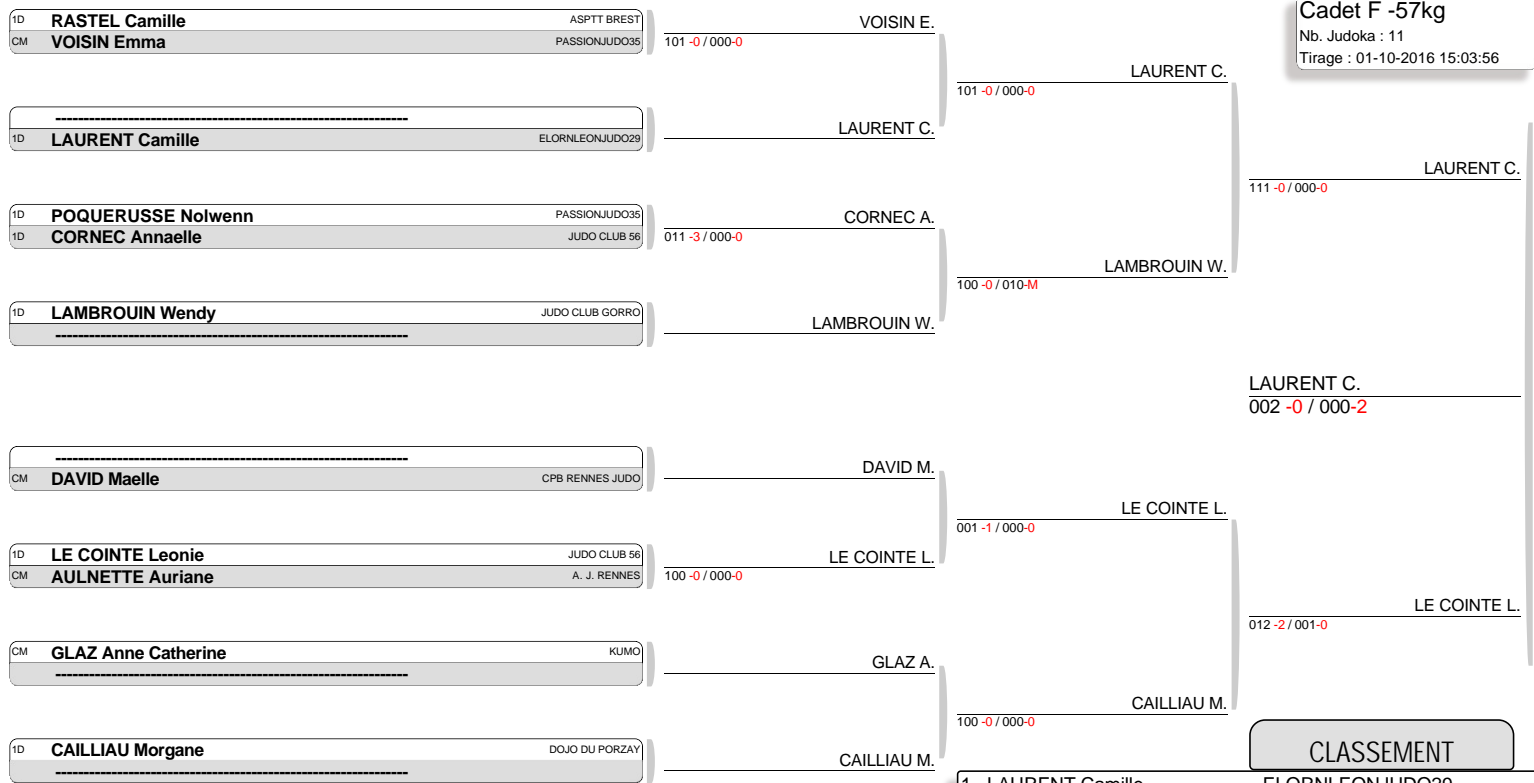 Cadet F -57kg
Nb. Judoka : 11
Tirage : 01-10-2016 15:03:56
1D RASTEL Camille ASPTT BREST
CM VOISIN Emma PASSIONJUDO35
----------------------------------------------------------------------
1D LAURENT Camille ELORNLEONJUDO29
1D POQUERUSSE Nolwenn PASSIONJUDO35
1D CORNEC Annaelle JUDO CLUB 56
1D LAMBROUIN Wendy JUDO CLUB GORRO
----------------------------------------------------------------------
----------------------------------------------------------------------
CM DAVID Maelle CPB RENNES JUDO
1D LE COINTE Leonie JUDO CLUB 56
CM AULNETTE Auriane A. J. RENNES
CM GLAZ Anne Catherine KUMO
----------------------------------------------------------------------
1D CAILLIAU Morgane DOJO DU PORZAY
----------------------------------------------------------------------
VOISIN E.
101 -0 / 000-0
LAURENT C.
CORNEC A.
011 -3 / 000-0
LAMBROUIN W.
DAVID M.
LE COINTE L.
100 -0 / 000-0
GLAZ A.
CAILLIAU M.
LAURENT C.
101 -0 / 000-0
LAMBROUIN W.
100 -0 / 010-M
LE COINTE L.
001 -1 / 000-0
CAILLIAU M.
100 -0 / 000-0
LAURENT C.
111 -0 / 000-0
LAURENT C.
002 -0 / 000-2
LE COINTE L.
012 -2 / 001-0
CLASSEMENT
1 LAURENT Camille ELORNLEONJUDO29